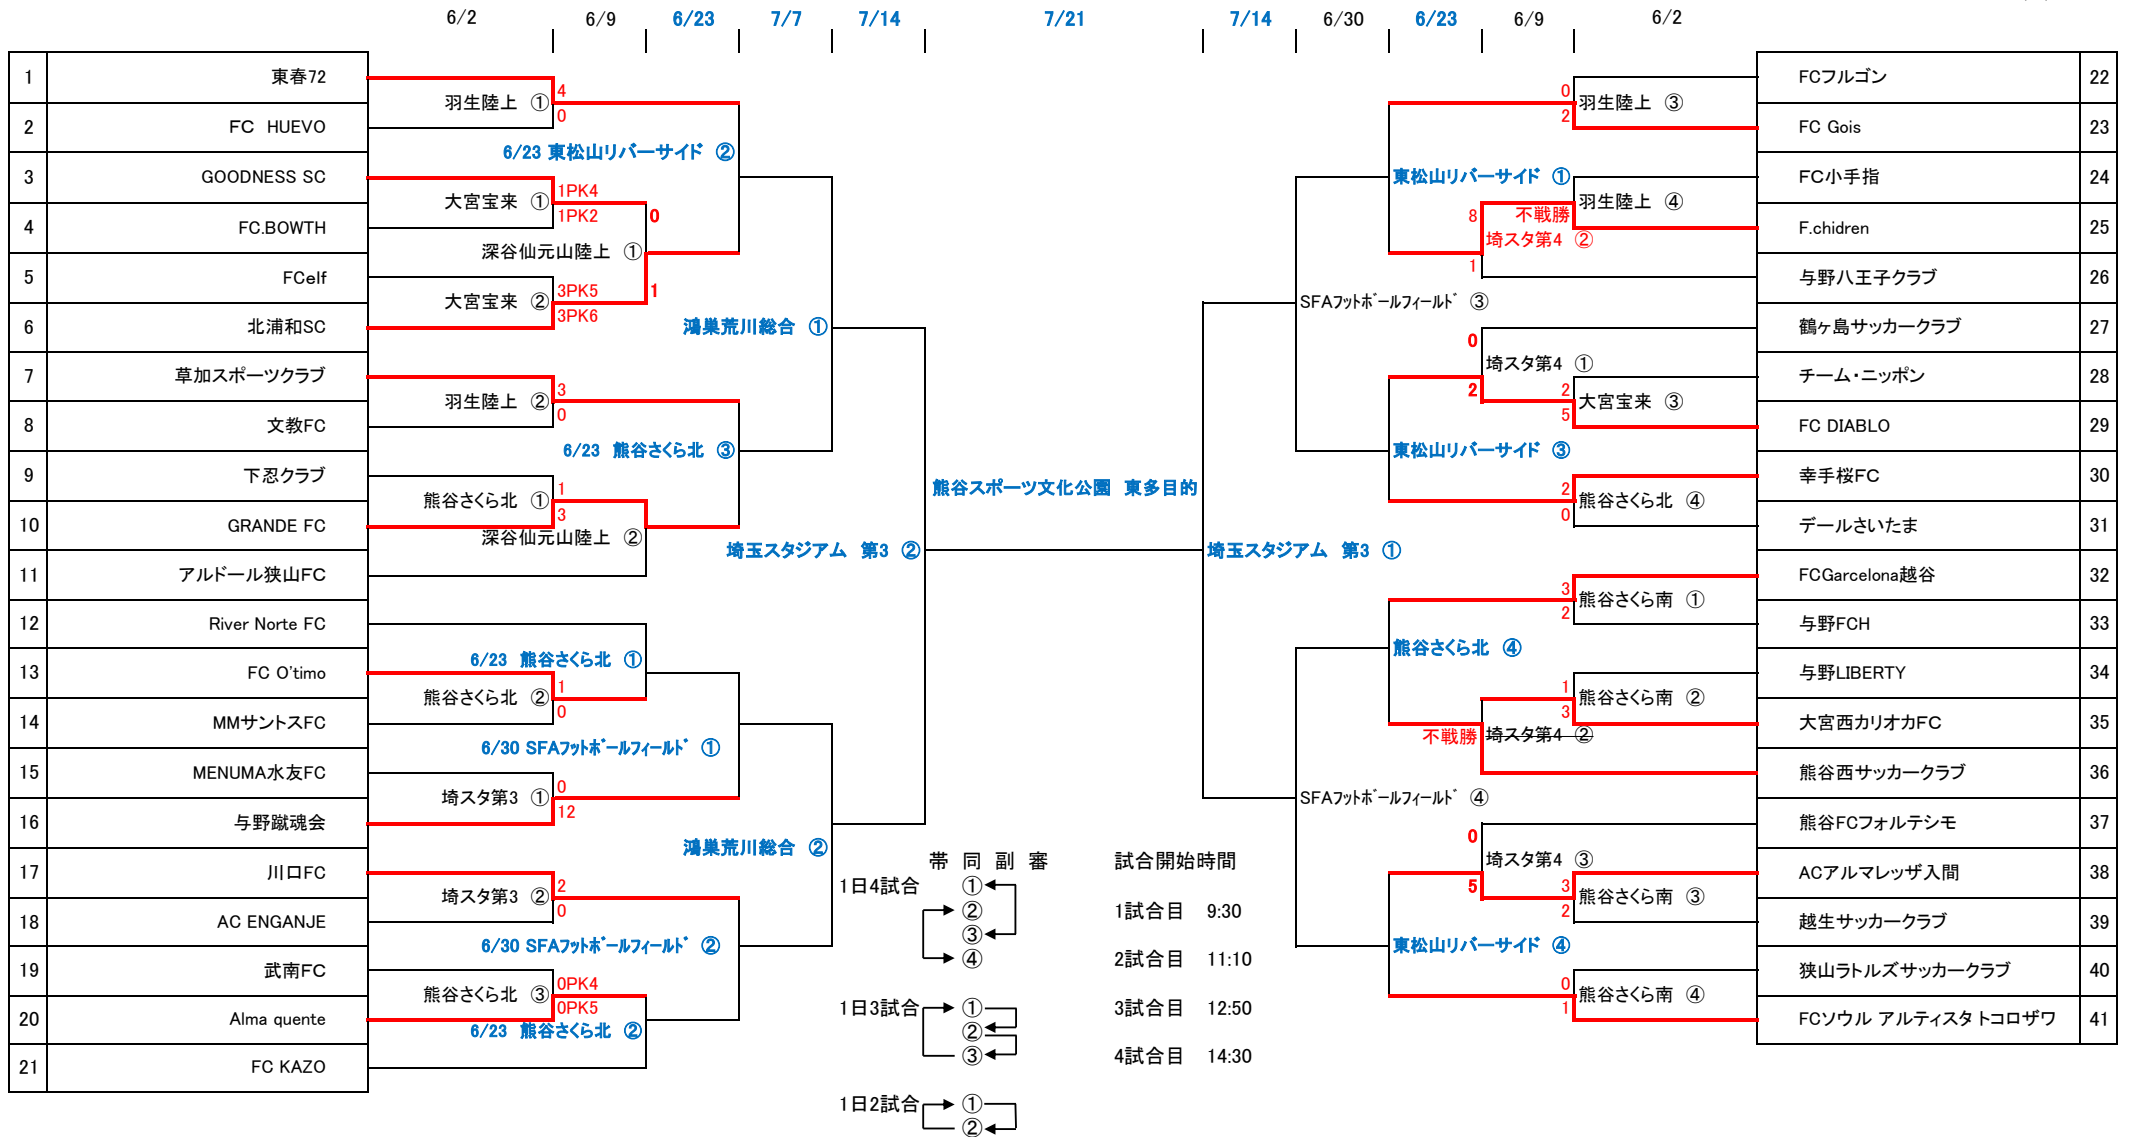 6/2 6/9 6/23 7/7 7/14 7/21 7/14 6/30 6/23 6/9 6/2
1 東春72
羽生陸上 ①
4
0
2 FC HUEVO
6/23 東松山リバーサイド ②
3 GOODNESS SC
大宮宝来 ①
1PK4
1PK2
4 FC.BOWTH
0
深谷仙元山陸上 ①
1
5 FCelf
大宮宝来 ②
3PK5
3PK6
6 北浦和SC
鴻巣荒川総合 ①
7 草加スポーツクラブ
羽生陸上 ②
3
0
8 文教FC
6/23 熊谷さくら北 ③
9 下忍クラブ
熊谷さくら北 ①
1
3
10 GRANDE FC
深谷仙元山陸上 ②
11 アルドール狭山FC
埼玉スタジアム 第3 ②
12 River Norte FC
6/23 熊谷さくら北 ①
13 FC O'timo
熊谷さくら北 ②
1
0
14 MMサントスFC
6/30 SFAフットボールフィールド ①
15 MENUMA水友FC
埼スタ第3 ①
0
12
16 与野蹴魂会
鴻巣荒川総合 ②
17 川口FC
埼スタ第3 ②
2
0
18 AC ENGANJE
6/30 SFAフットボールフィールド ②
19 武南FC
熊谷さくら北 ③
0PK4
0PK5
20 Alma quente
6/23 熊谷さくら北 ②
21 FC KAZO
熊谷スポーツ文化公園 東多目的
FCフルゴン 22
0
2
羽生陸上 ③
FC Gois 23
東松山リバーサイド ①
FC小手指 24
羽生陸上 ④
不戦勝
8
F.chidren 25
埼スタ第4 ②
1
与野八王子クラブ 26
SFAフットボールフィールド ③
鶴ヶ島サッカークラブ 27
0
埼スタ第4 ①
2
チーム・ニッポン 28
2
5
大宮宝来 ③
FC DIABLO 29
東松山リバーサイド ③
幸手桜FC 30
2
0
熊谷さくら北 ④
デールさいたま 31
埼玉スタジアム 第3 ①
FCGarcelona越谷 32
3
2
熊谷さくら南 ①
与野FCH 33
熊谷さくら北 ④
与野LIBERTY 34
1
3
熊谷さくら南 ②
大宮西カリオカFC 35
不戦勝
埼スタ第4 ②
熊谷西サッカークラブ 36
SFAフットボールフィールド ④
熊谷FCフォルテシモ 37
0
埼スタ第4 ③
5
ACアルマレッザ入間 38
3
2
熊谷さくら南 ③
越生サッカークラブ 39
東松山リバーサイド ④
狭山ラトルズサッカークラブ 40
0
1
熊谷さくら南 ④
FCソウル アルティスタトコロザワ 41
帯 同 副 審
1日4試合
①
②
③
④
1日3試合
①
②
③
1日2試合
①
②
試合開始時間
1試合目 9:30
2試合目 11:10
3試合目 12:50
4試合目 14:30